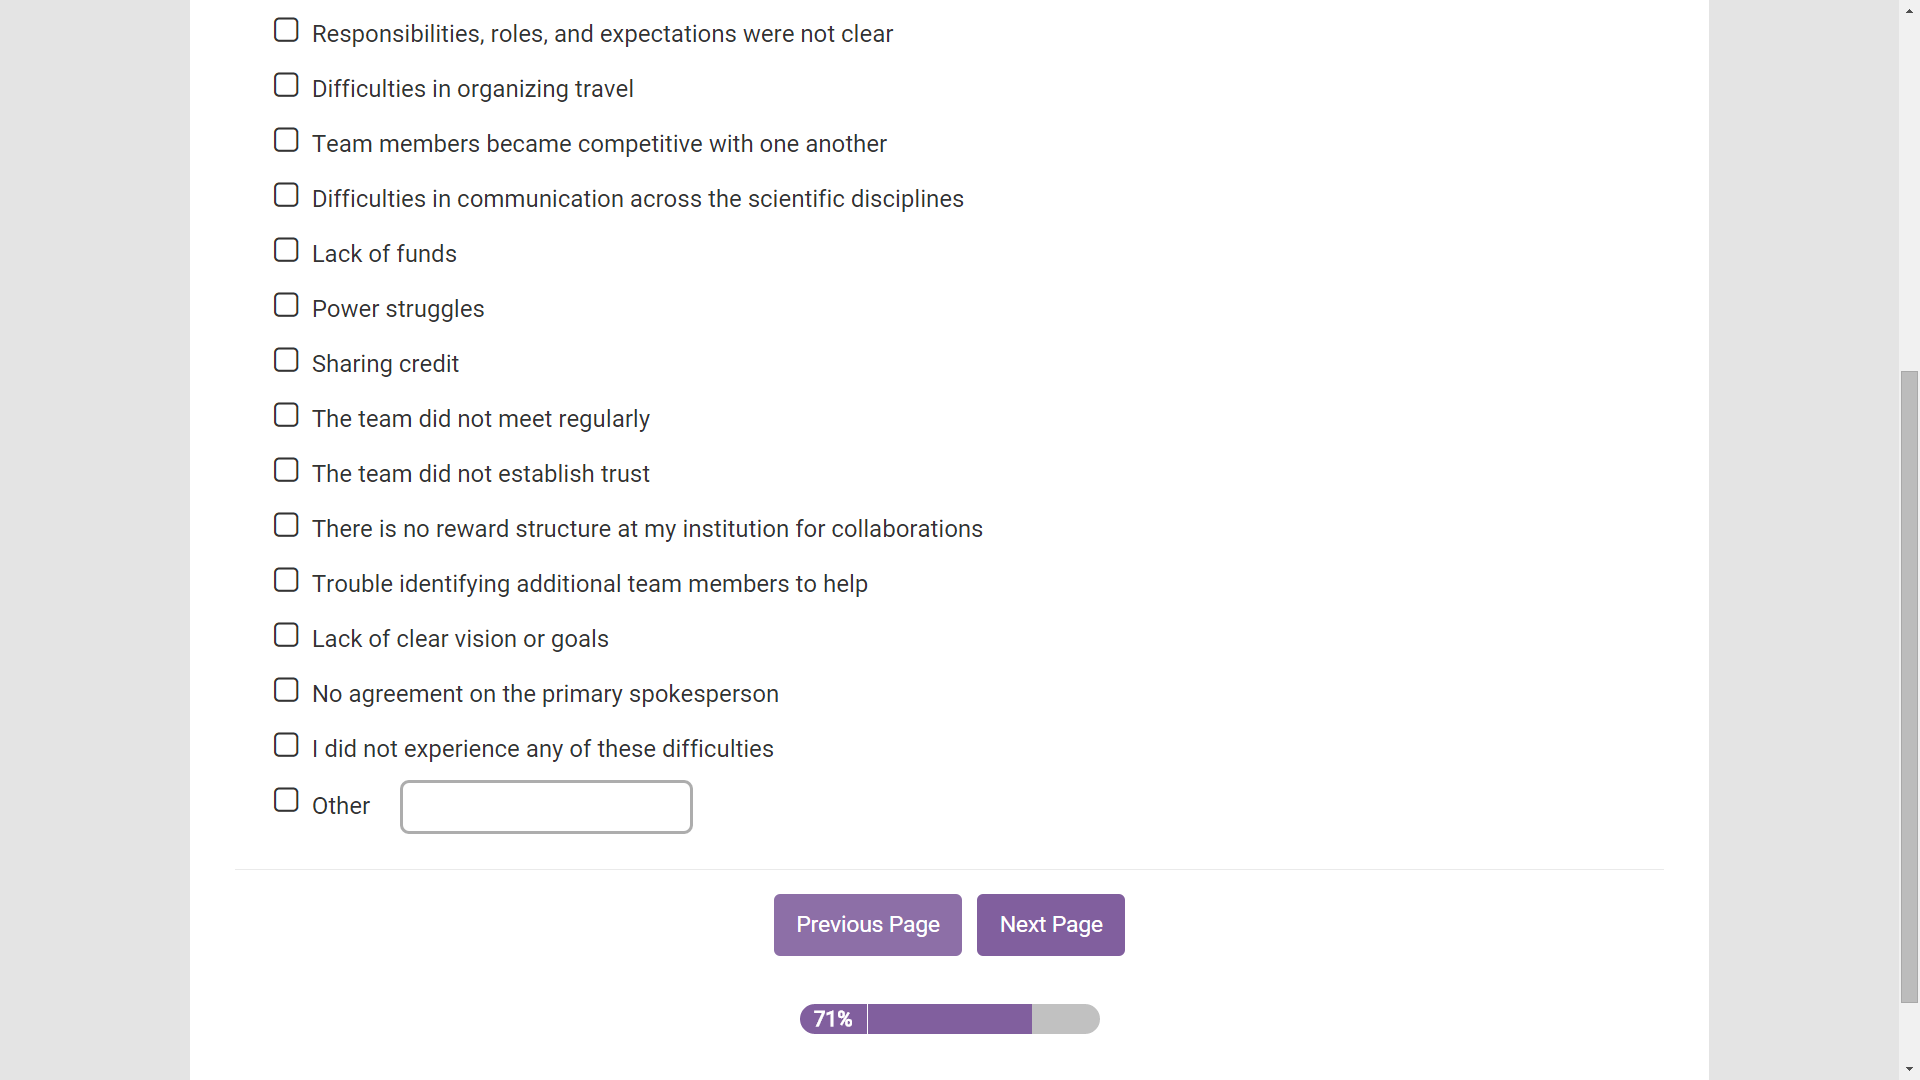 Responsibilities, roles, and expectations were not clear
Difficulties in organizing travel
Team members became competitive with one another
Difficulties in communication across the scientific disciplines
Lack of funds
Power struggles
Sharing credit
The team did not meet regularly
The team did not establish trust
There is no reward structure at my institution for collaborations
Trouble identifying additional team members to help
Lack of clear vision or goals
No agreement on the primary spokesperson
I did not experience any of these difficulties
Other
Previous Page Next Page
71%